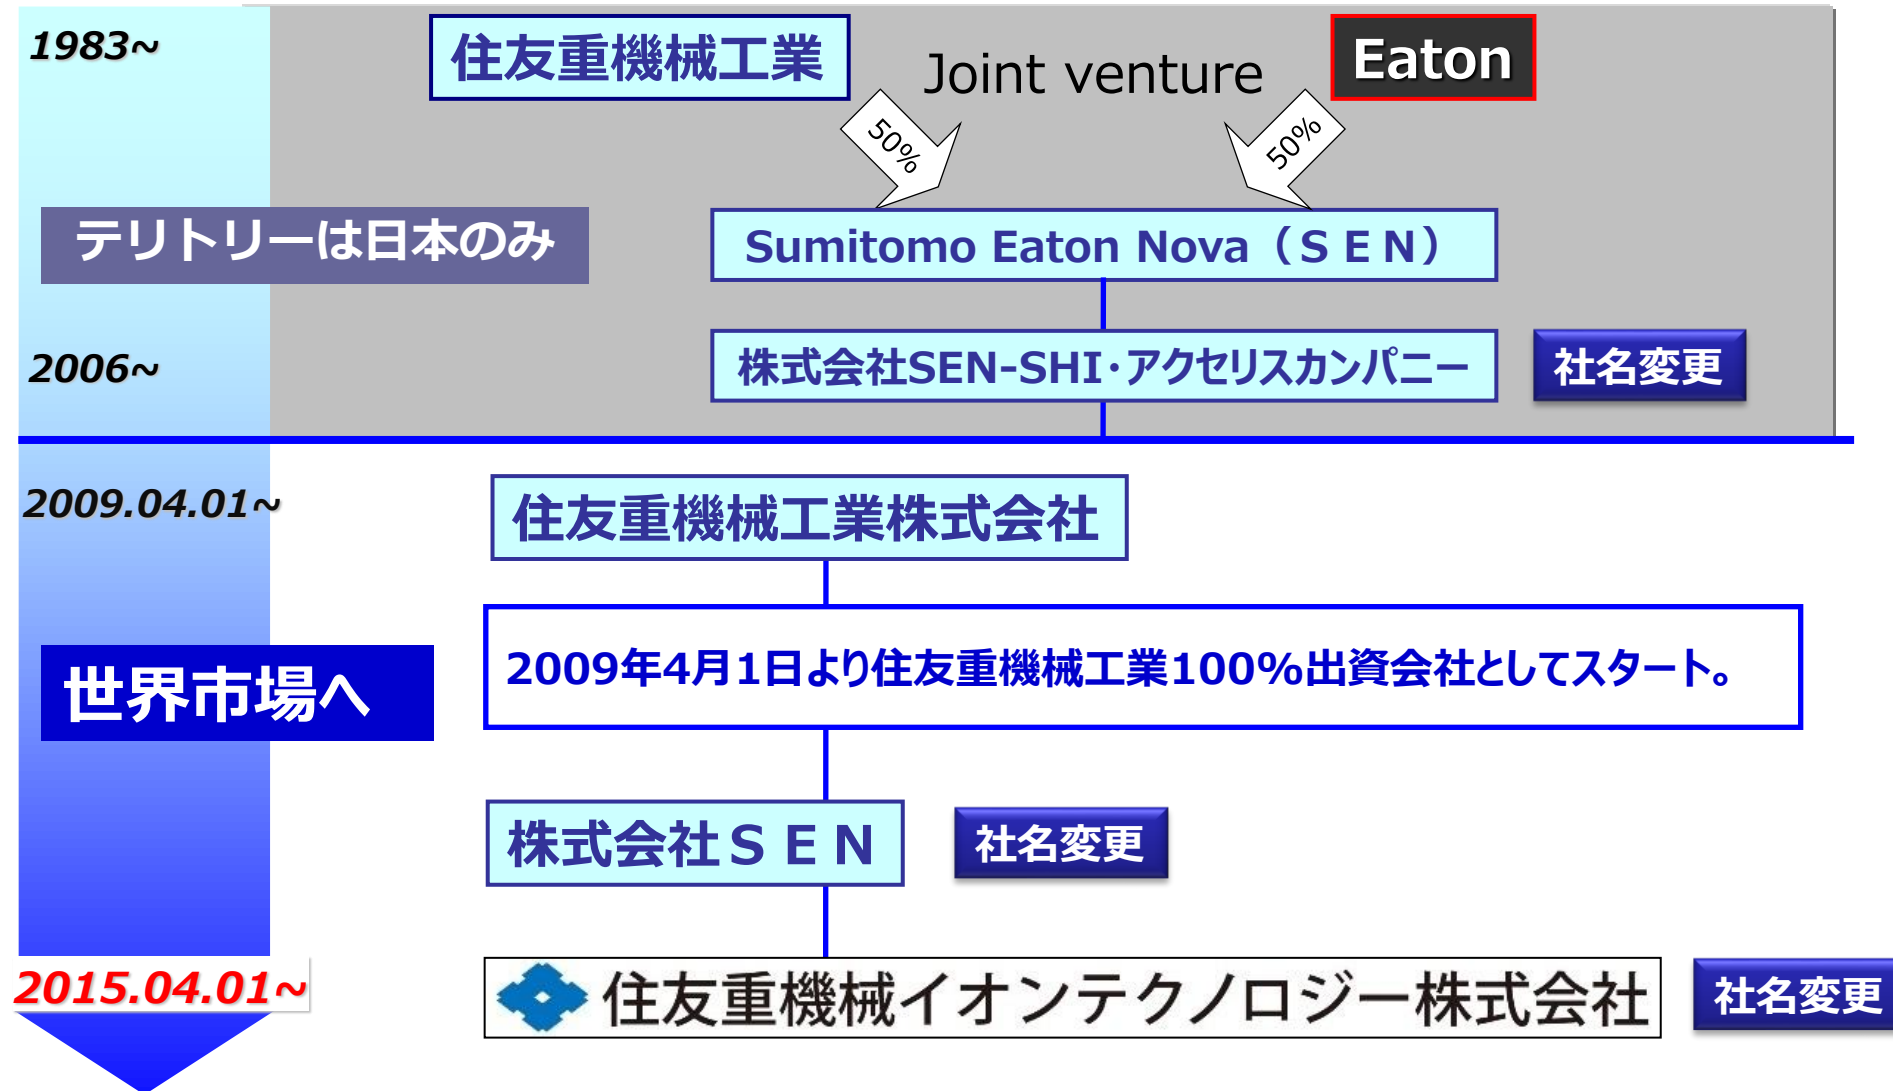 1983~
住友重機械工業
Joint venture
Eaton
50%
50%
テリトリーは日本のみ
Sumitomo Eaton Nova（ＳＥＮ）
2006~
株式会社SEN-SHI・アクセリスカンパニー
社名変更
2009.04.01~
住友重機械工業株式会社
世界市場へ
2009年4月1日より住友重機械工業100%出資会社としてスタート。
株式会社ＳＥＮ
社名変更
2015.04.01~
住友重機械イオンテクノロジー株式会社
社名変更